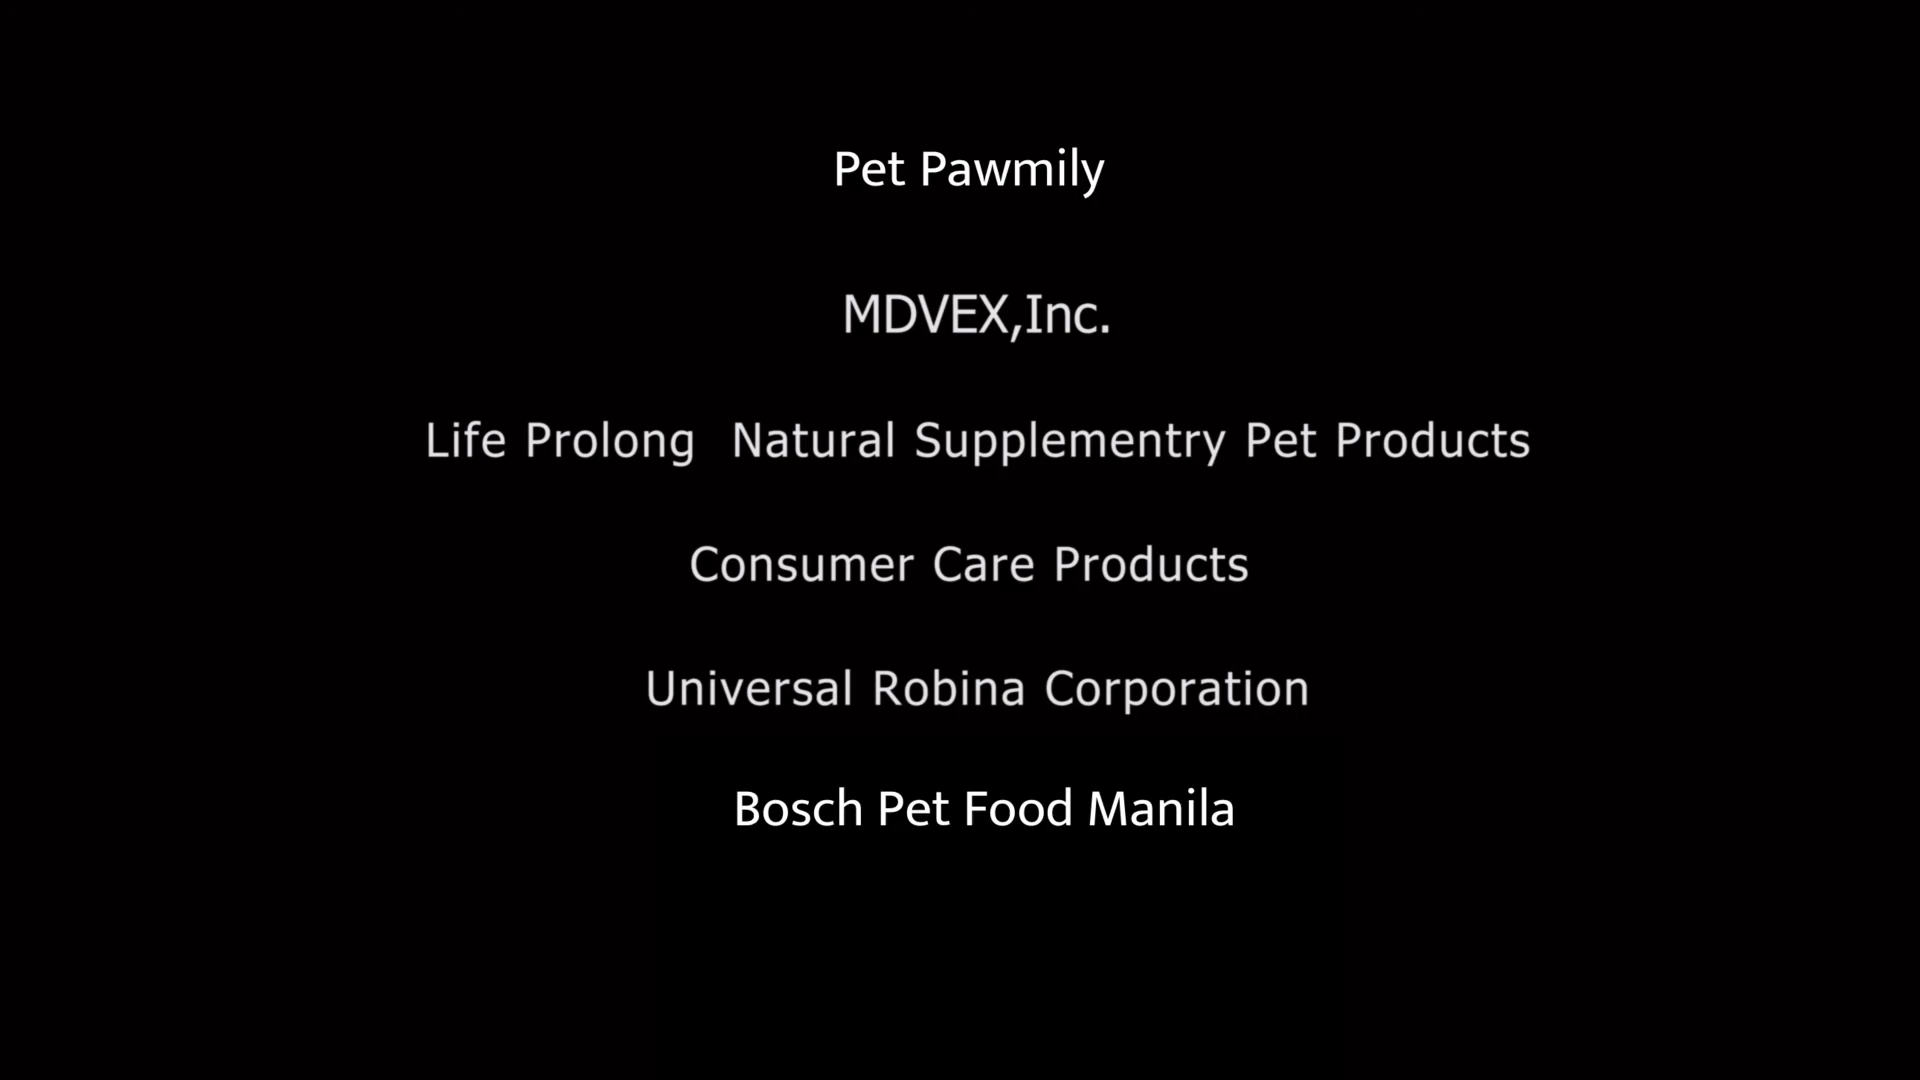 Pet Pawmily
MDVEX,Inc.
Life Prolong  Natural Supplementry Pet Products
Consumer Care Products
Universal Robina Corporation
Bosch Pet Food Manila